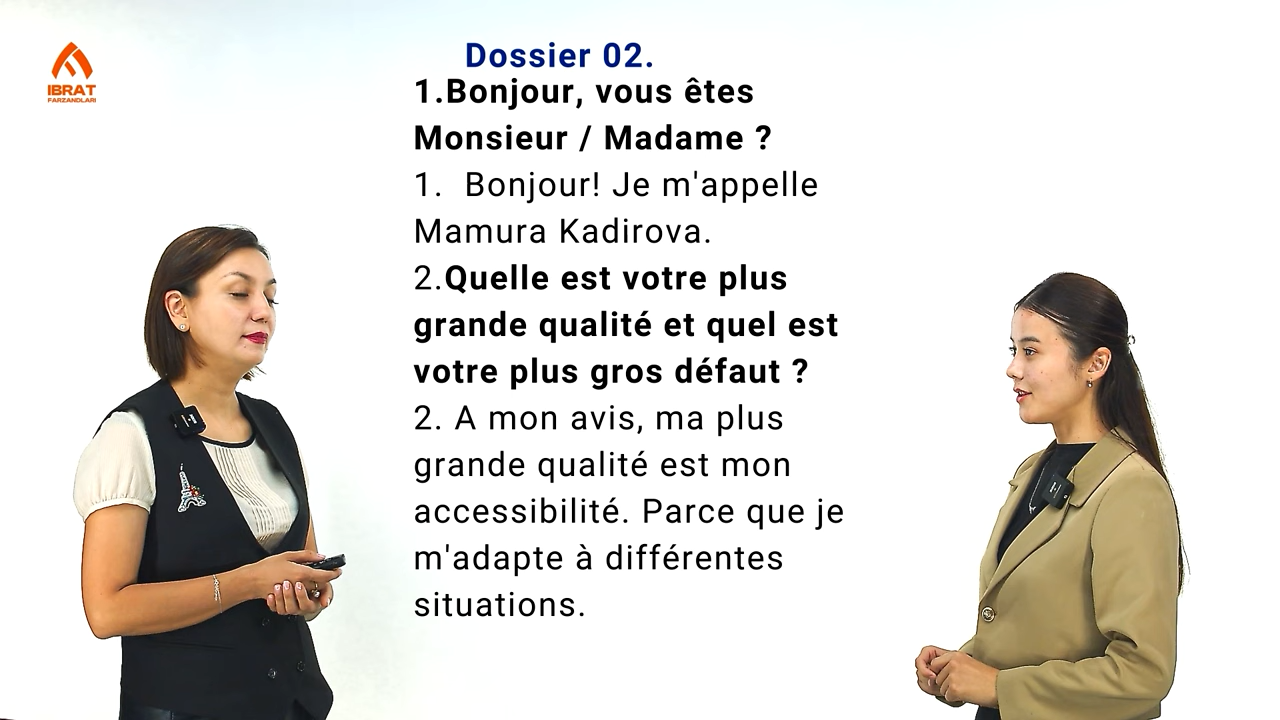 IBRAT
FARZANDLARI
Dossier 02.
1.Bonjour, vous êtes
Monsieur / Madame ?
1. Bonjour! Je m'appelle
Mamura Kadirova.
2.Quelle est votre plus
grande qualité et quel est
votre plus gros défaut ?
2. A mon avis, ma plus
grande qualité est mon
accessibilité. Parce que je
m'adapte à différentes
situations.